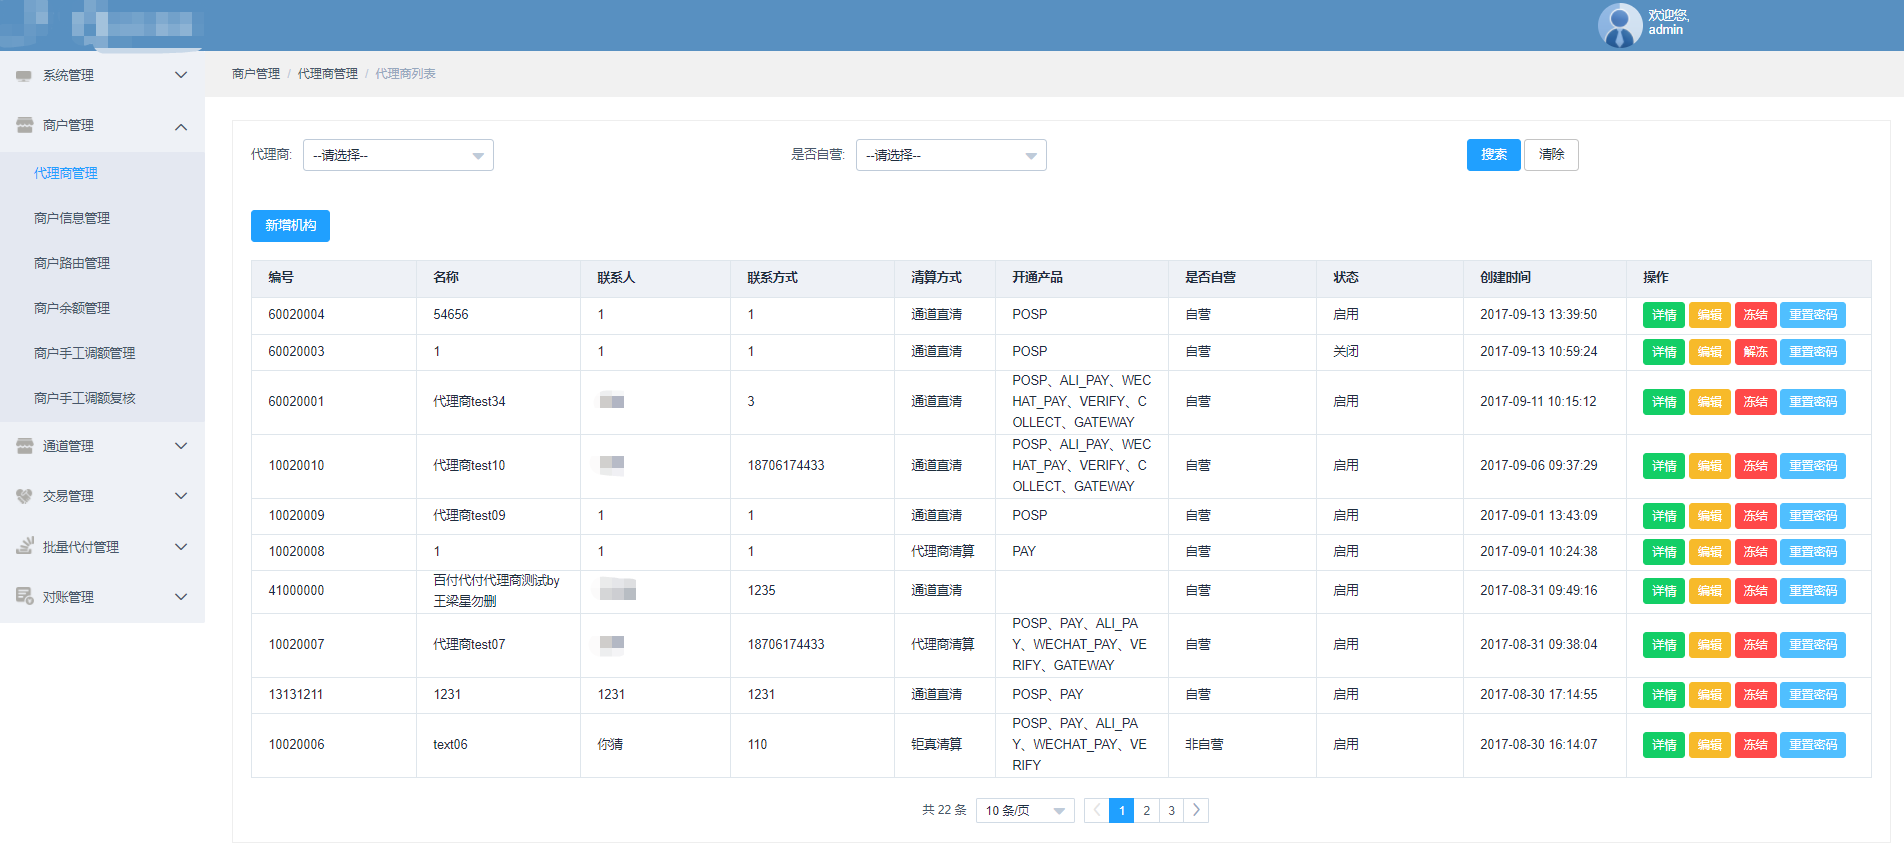 欢迎您,
admin
系统管理
商户管理
代理商管理
商户信息管理
商户路由管理
商户余额管理
商户手工调额管理
商户手工调额复核
通道管理
交易管理
批量代付管理
对账管理
商户管理 / 代理商管理 / 代理商列表
代理商: --请选择-- 是否自营: --请选择-- 搜索 清除
新增机构
编号 名称 联系人 联系方式 清算方式 开通产品 是否自营 状态 创建时间 操作
60020004 54656 1 1 通道直清 POSP 自营 启用 2017-09-13 13:39:50 详情 编辑 冻结 重置密码
60020003 1 1 1 通道直清 POSP 自营 关闭 2017-09-13 10:59:24 详情 编辑 解冻 重置密码
POSP、ALI_PAY、WEC
60020001 代理商test34 3 通道直清 HAT_PAY、VERIFY、C 自营 启用 2017-09-11 10:15:12 详情 编辑 冻结 重置密码
OLLECT、GATEWAY
POSP、ALI_PAY、WEC
10020010 代理商test10 18706174433 通道直清 HAT_PAY、VERIFY、C 自营 启用 2017-09-06 09:37:29 详情 编辑 冻结 重置密码
OLLECT、GATEWAY
10020009 代理商test09 1 1 通道直清 POSP 自营 启用 2017-09-01 13:43:09 详情 编辑 冻结 重置密码
10020008 1 1 1 代理商清算 PAY 自营 启用 2017-09-01 10:24:38 详情 编辑 冻结 重置密码
百付代付代理商测试by
41000000 1235 通道直清 自营 启用 2017-08-31 09:49:16 详情 编辑 冻结 重置密码
王梁星勿删
POSP、PAY、ALI_PA
10020007 代理商test07 18706174433 代理商清算 Y、WECHAT_PAY、VE 自营 启用 2017-08-31 09:38:04 详情 编辑 冻结 重置密码
RIFY、GATEWAY
13131211 1231 1231 1231 通道直清 POSP、PAY 自营 启用 2017-08-30 17:14:55 详情 编辑 冻结 重置密码
POSP、PAY、ALI_PA
10020006 text06 你猜 110 钜真清算 Y、WECHAT_PAY、VE 非自营 启用 2017-08-30 16:14:07 详情 编辑 冻结 重置密码
RIFY
共 22 条 10 条/页 1 2 3